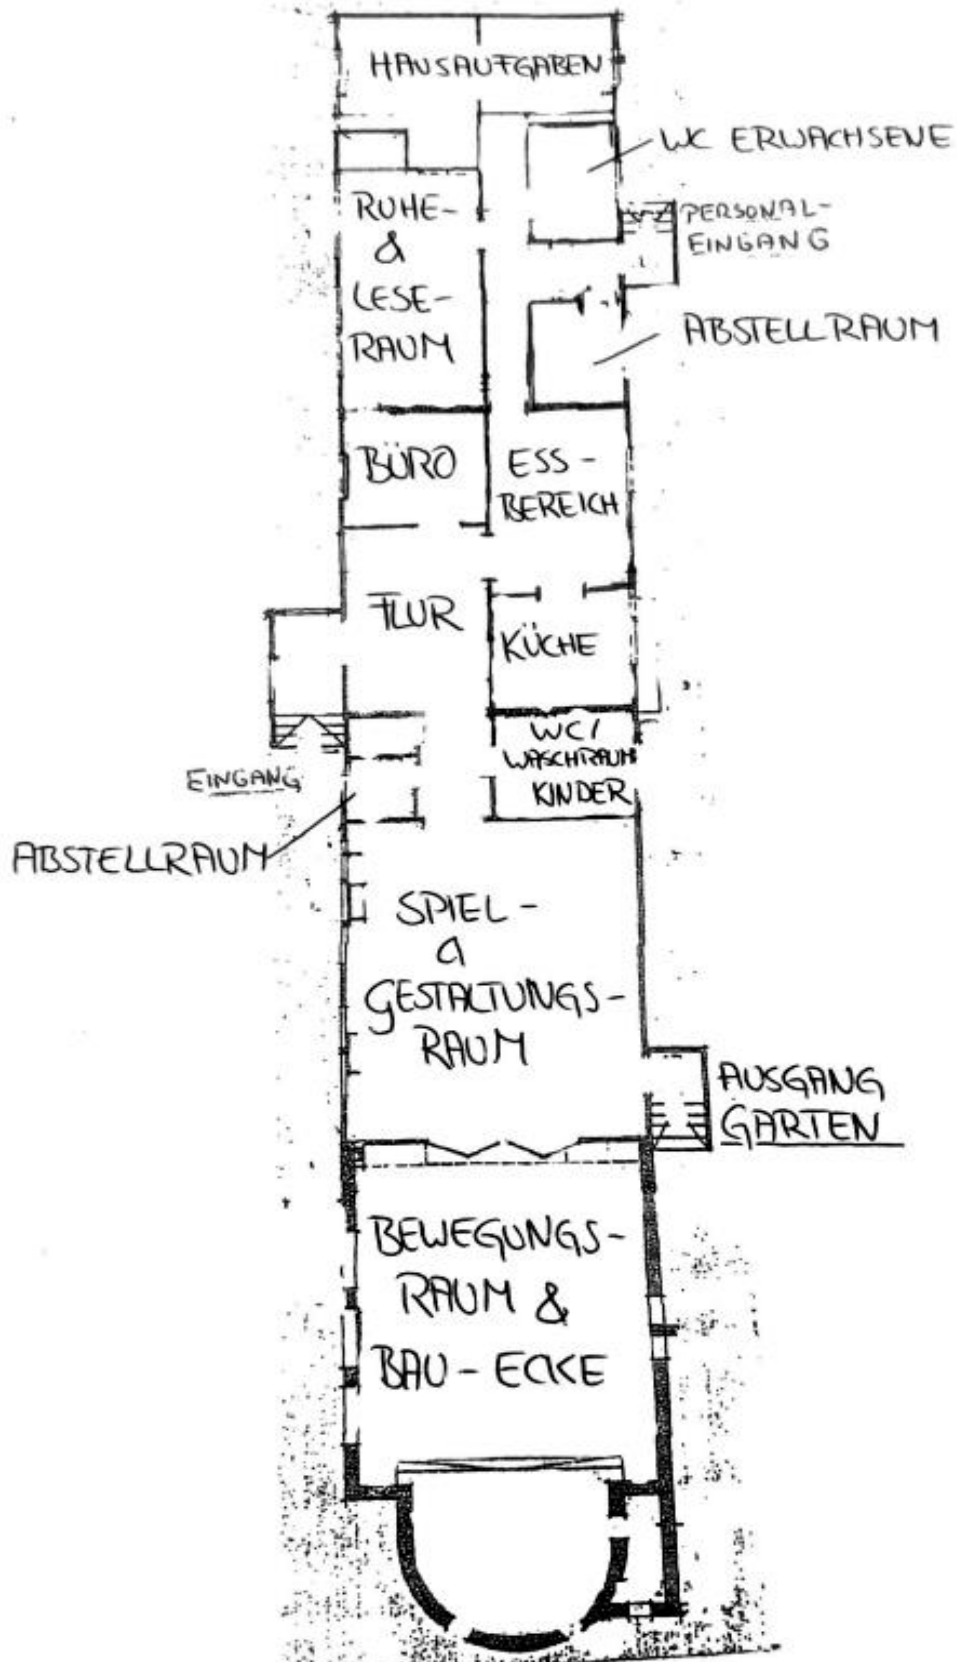 HAUSAUFGABEN
WC ERWACHSENE
RUHE-
&
LESE-
RAUM
PERSONAL-
EINGANG
ABSTELLRAUM
BÜRO
ESS-
BEREICH
FLUR
KÜCHE
WC/
WASCHRAUM
KINDER
EINGANG
ABSTELLRAUM
SPIEL-
&
GESTALTUNGS-
RAUM
AUSGANG
GARTEN
BEWEGUNGS-
RAUM &
BAU-ECKE